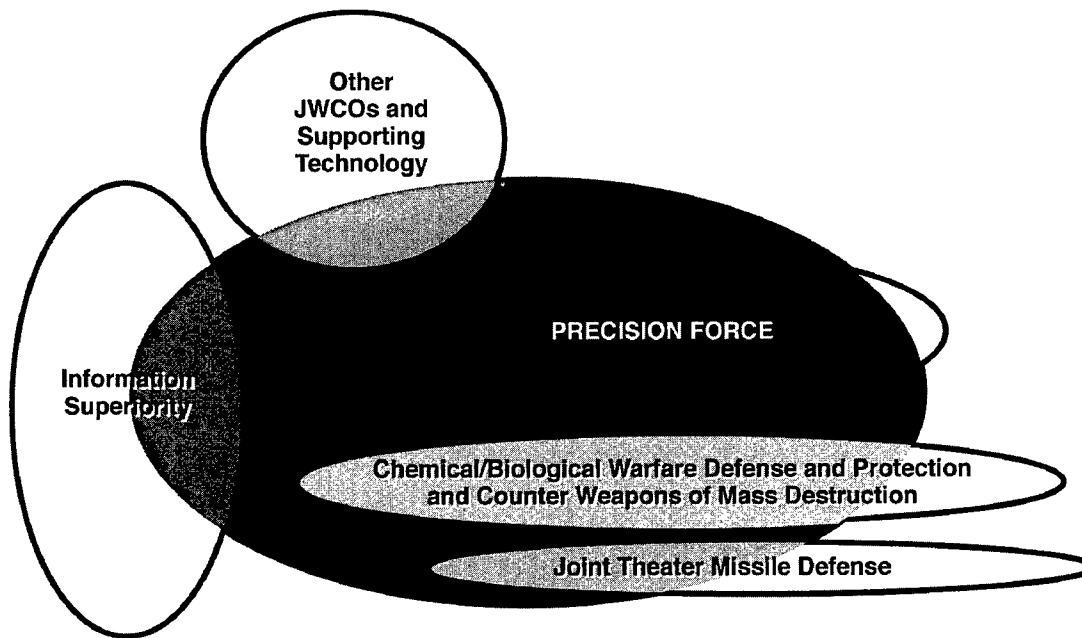 Other
JWCOs and
Supporting
Technology
PRECISION FORCE
Information
Superiority
Chemical/Biological Warfare Defense and Protection
and Counter Weapons of Mass Destruction
Joint Theater Missile Defense